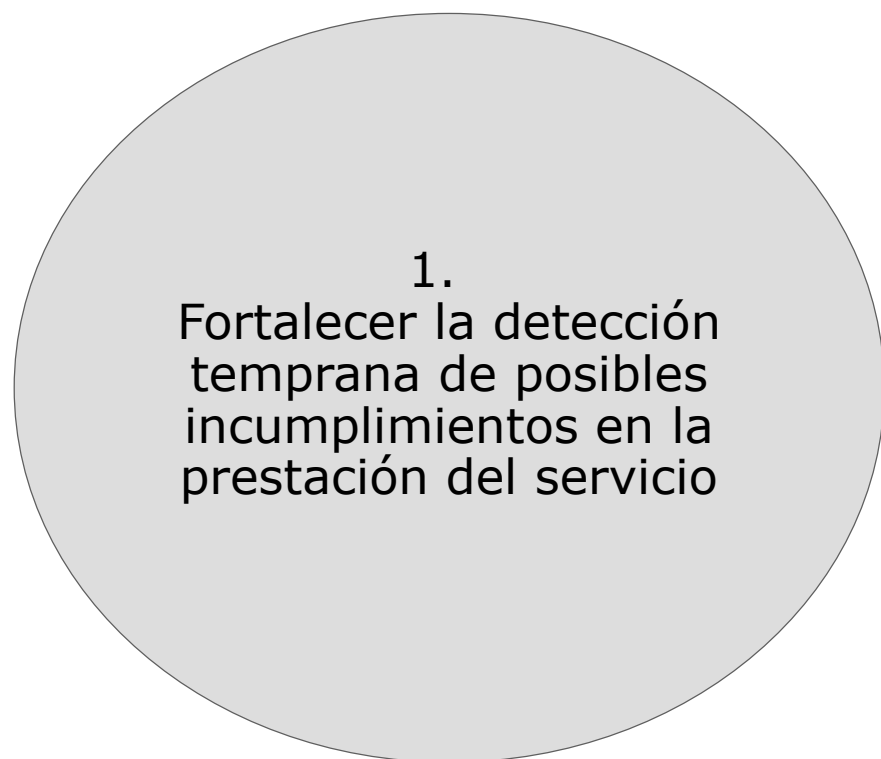 1.
Fortalecer la detección
temprana de posibles
incumplimientos en la
prestación del servicio